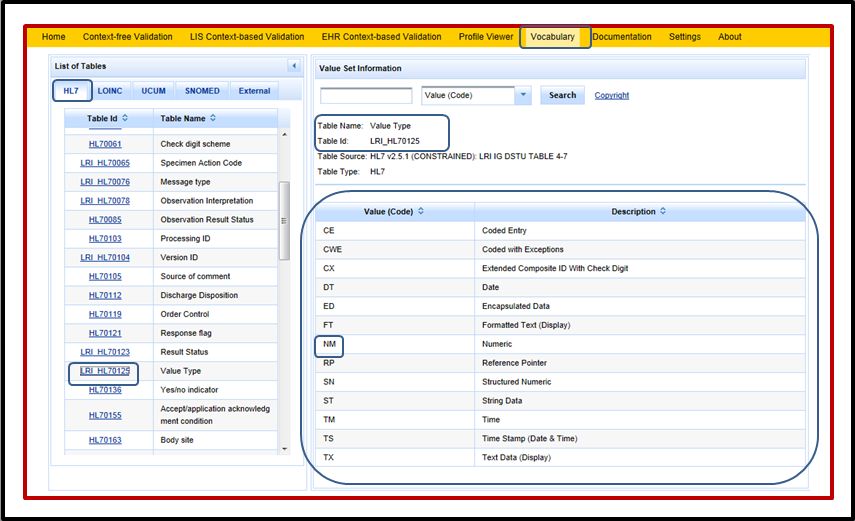 Home Context-free Validation LIS Context-based Validation EHR Context-based Validation Profile Viewer Vocabulary Documentation Settings About
List of Tables
HL7 LOINC UCUM SNOMED External
Table Id Table Name
HL70061 Check digit scheme
LRI_HL70065 Specimen Action Code
LRI_HL70076 Message type
LRI_HL70078 Observation Interpretation
HL70085 Observation Result Status
HL70103 Processing ID
LRI_HL70104 Version ID
HL70105 Source of comment
HL70112 Discharge Disposition
HL70119 Order Control
HL70121 Response flag
LRI_HL70123 Result Status
LRI_HL70125 Value Type
HL70136 Yes/no indicator
HL70155 Accept/application acknowledg
ment condition
HL70163 Body site
Value Set Information
Value (Code) Search Copyright
Table Name: Value Type
Table Id: LRI_HL70125
Table Source: HL7 v2.5.1 (CONSTRAINED): LRI IG DSTU TABLE 4-7
Table Type: HL7
Value (Code) Description
CE Coded Entry
CWE Coded with Exceptions
CX Extended Composite ID With Check Digit
DT Date
ED Encapsulated Data
FT Formatted Text (Display)
NM Numeric
RP Reference Pointer
SN Structured Numeric
ST String Data
TM Time
TS Time Stamp (Date & Time)
TX Text Data (Display)